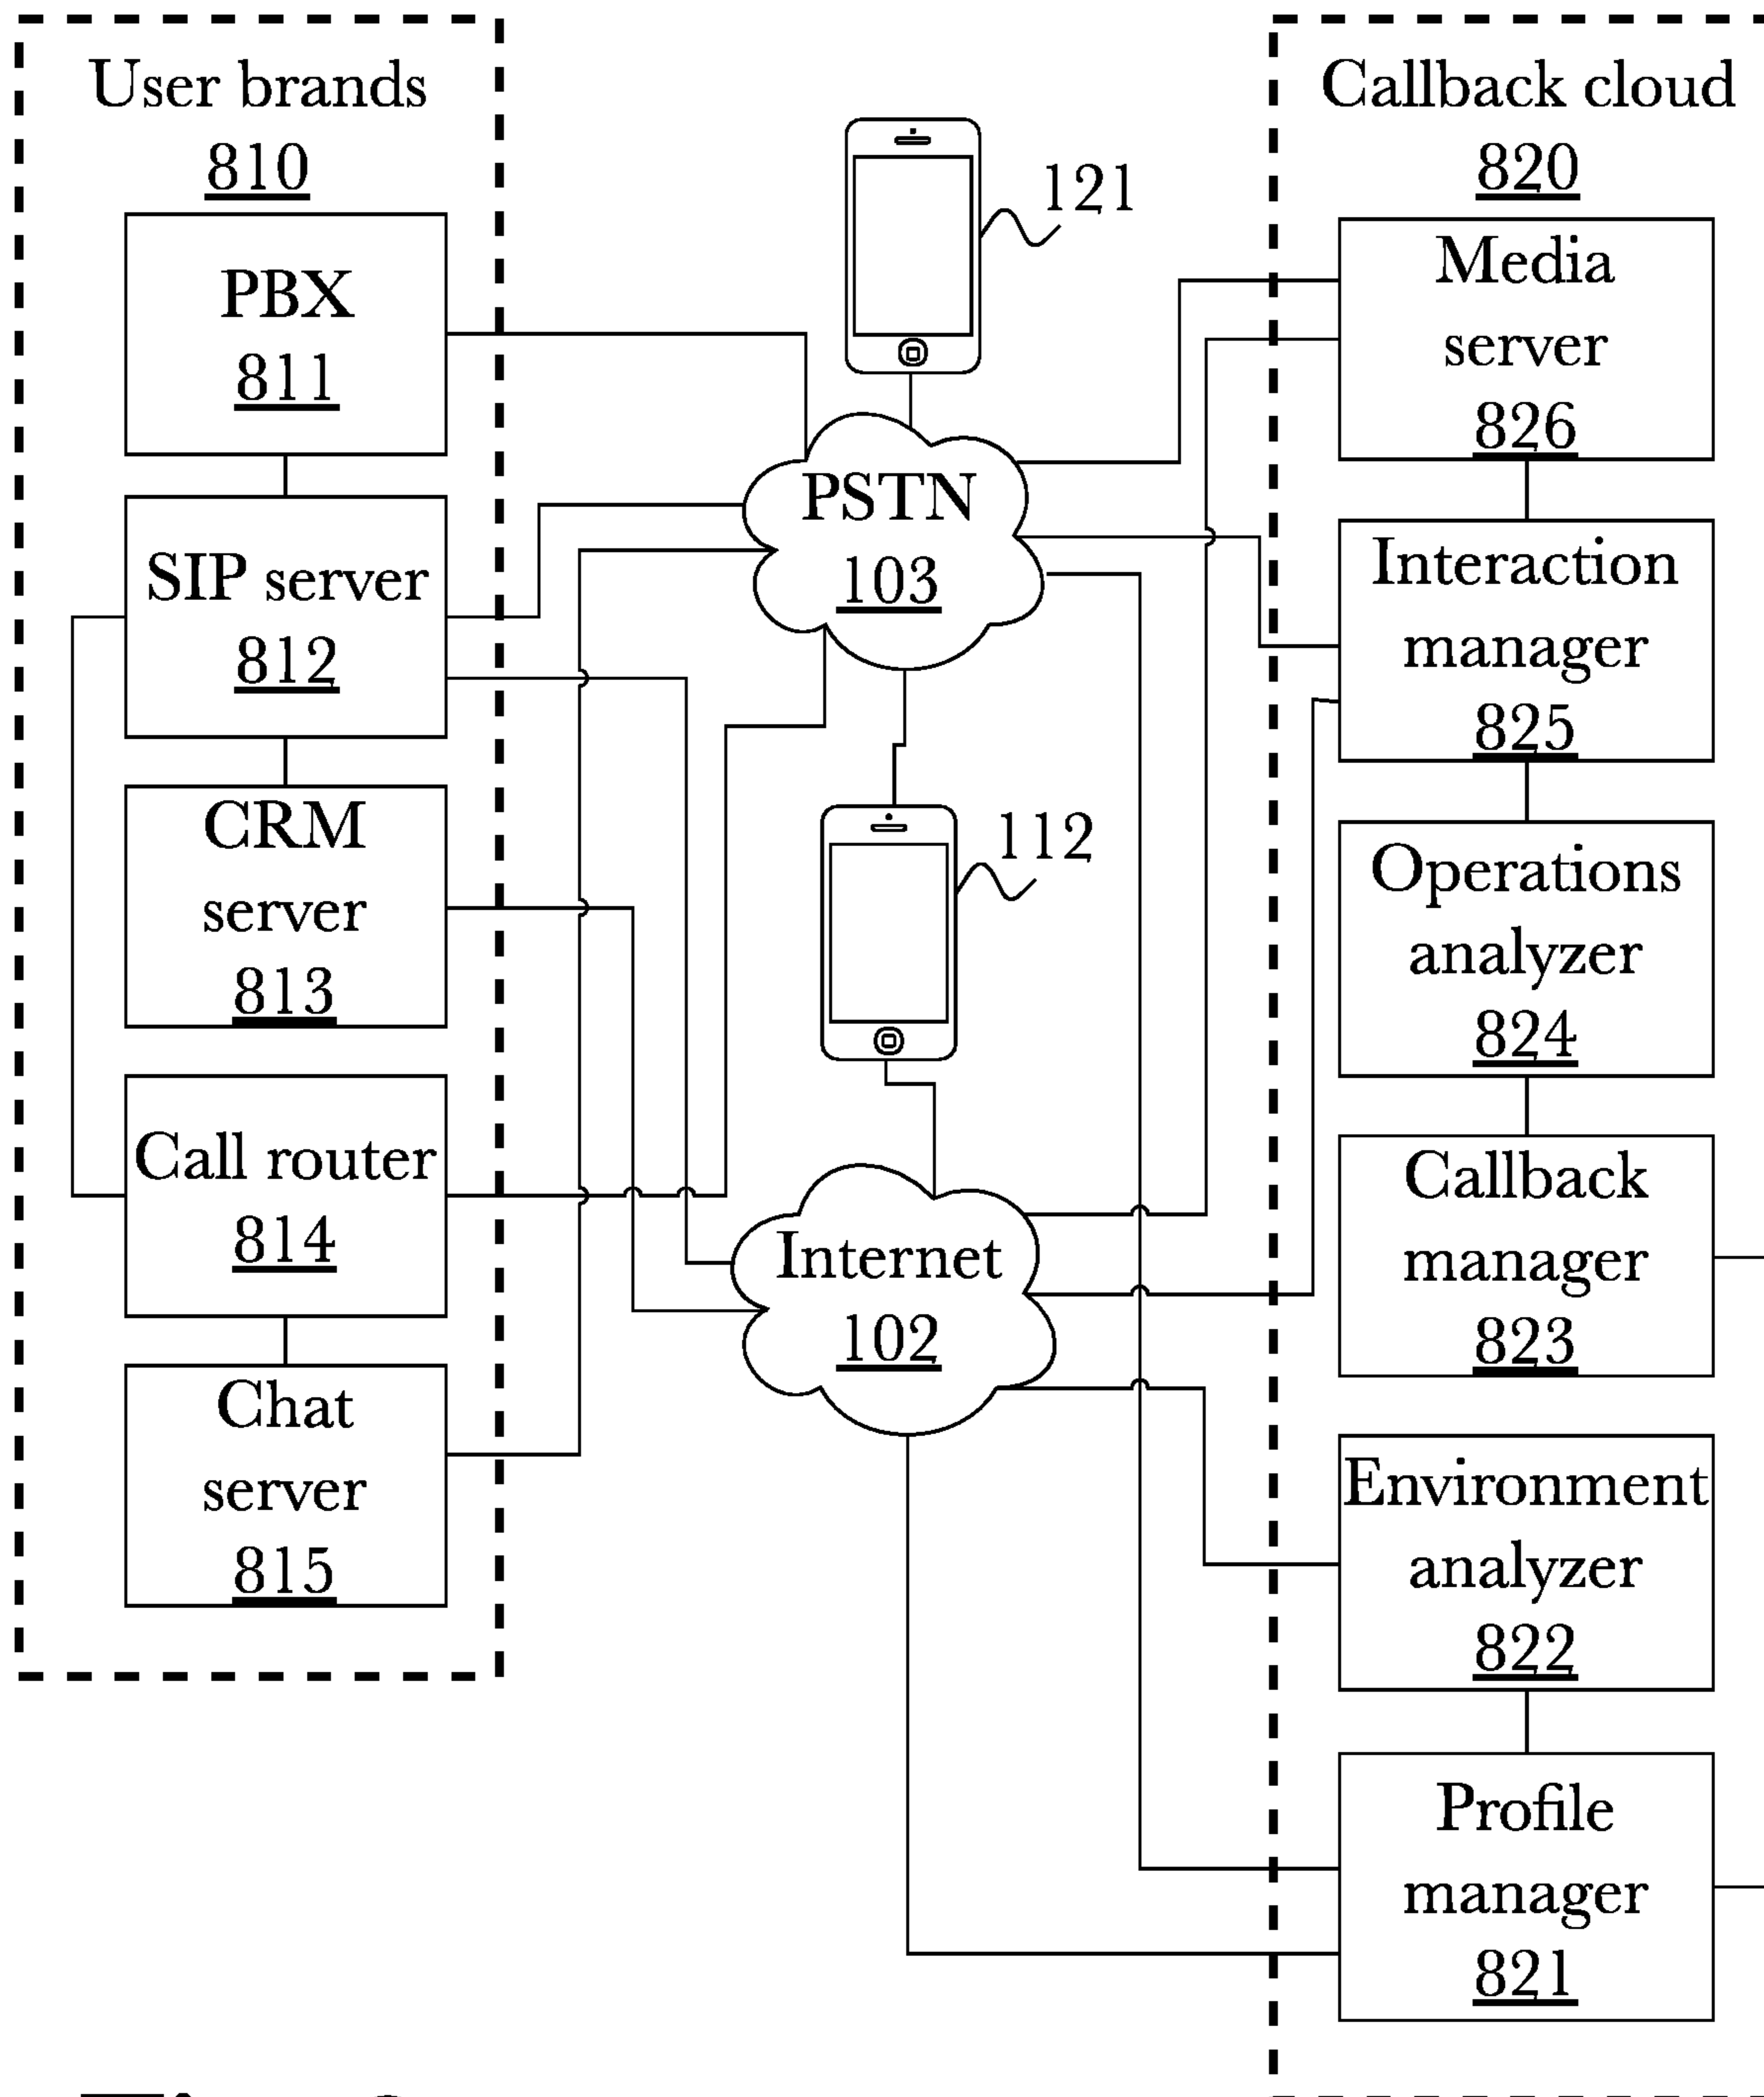 User brands
810
PBX
811
SIP server
812
CRM
server
813
Call router
814
Chat
server
815
121
PSTN
103
112
Internet
102
Callback cloud
820
Media
server
826
Interaction
manager
825
Operations
analyzer
824
Callback
manager
823
Environment
analyzer
822
Profile
manager
821